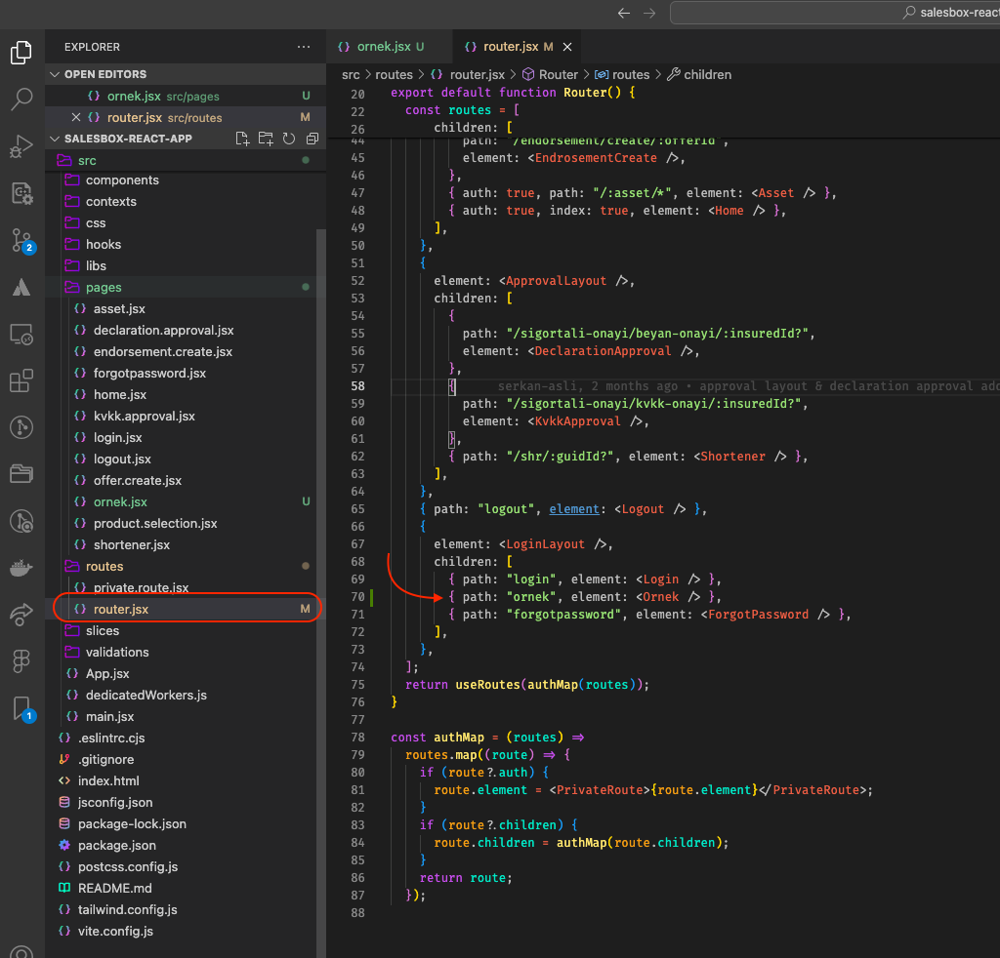 salesbox-react
EXPLORER
OPEN EDITORS
ornek.jsx src/pages U
router.jsx src/routes M
SALESBOX-REACT-APP
src
components
contexts
css
hooks
libs
pages
asset.jsx
declaration.approval.jsx
endorsement.create.jsx
forgotpassword.jsx
home.jsx
kvkk.approval.jsx
login.jsx
logout.jsx
offer.create.jsx
ornek.jsx U
product.selection.jsx
shortener.jsx
routes
private.route.jsx
router.jsx M
slices
validations
App.jsx
dedicatedWorkers.js
main.jsx
.eslintrc.cjs
.gitignore
index.html
jsconfig.json
package-lock.json
package.json
postcss.config.js
README.md
tailwind.config.js
vite.config.js
2
1
{} ornek.jsx U {} router.jsx M
src > routes > {} router.jsx > Router > routes > children
20 export default function Router() {
22 const routes = [
26 children: [
44 path: "/endorsement/create/:offerId",
45 element: <EndrosementCreate />,
46 },
47 { auth: true, path: "/:asset/*", element: <Asset /> },
48 { auth: true, index: true, element: <Home /> },
49 ],
50 },
51 {
52 element: <ApprovalLayout />,
53 children: [
54 {
55 path: "/sigortali-onayi/beyan-onayi/:insuredId?",
56 element: <DeclarationApproval />,
57 },
58 { serkan-asli, 2 months ago • approval layout & declaration approval add
59 path: "/sigortali-onayi/kvkk-onayi/:insuredId?",
60 element: <KvkkApproval />,
61 },
62 { path: "/shr/:guidId?", element: <Shortener /> },
63 ],
64 },
65 { path: "logout", element: <Logout /> },
66 {
67 element: <LoginLayout />,
68 children: [
69 { path: "login", element: <Login /> },
70 { path: "ornek", element: <Ornek /> },
71 { path: "forgotpassword", element: <ForgotPassword /> },
72 ],
73 },
74 ];
75 return useRoutes(authMap(routes));
76 }
77
78 const authMap = (routes) =>
79 routes.map((route) => {
80 if (route?.auth) {
81 route.element = <PrivateRoute>{route.element}</PrivateRoute>;
82 }
83 if (route?.children) {
84 route.children = authMap(route.children);
85 }
86 return route;
87 });
88